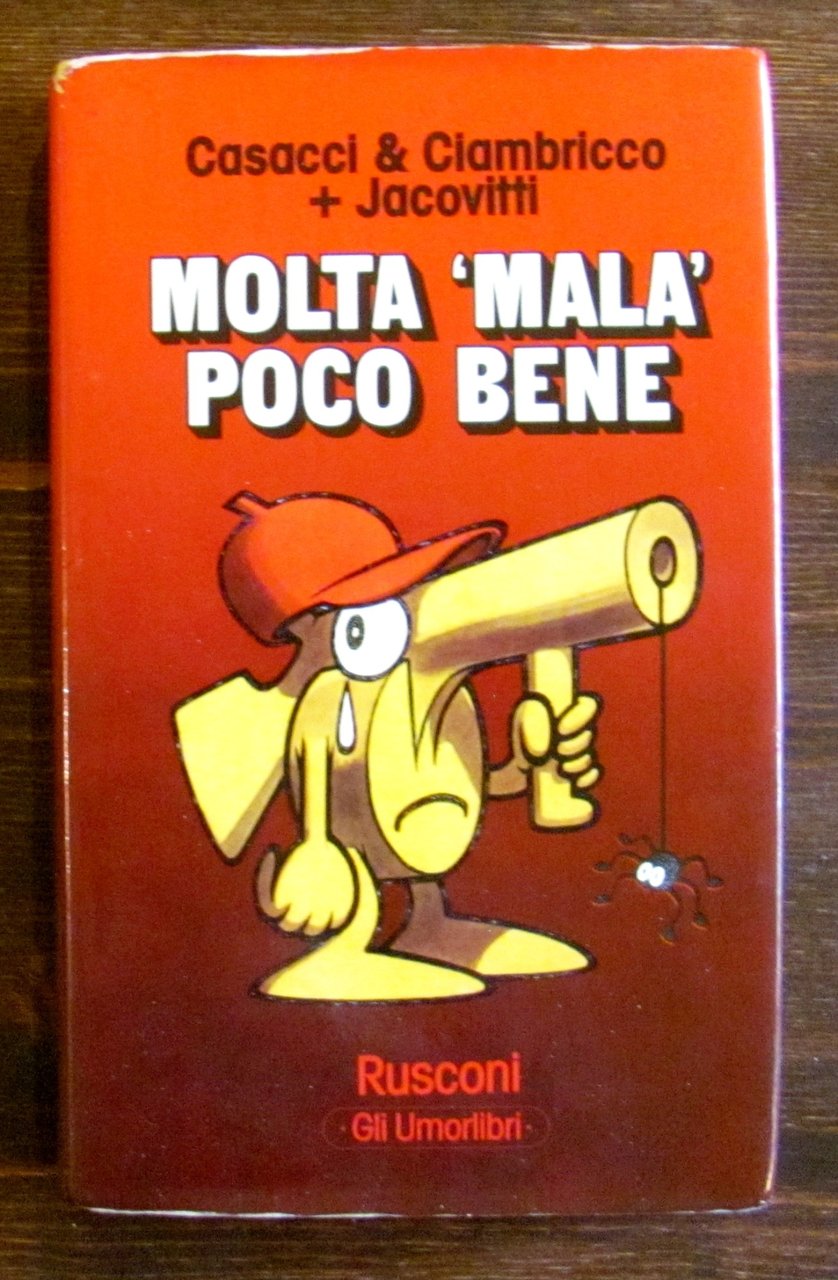 Casacci & Ciambricco
+ Jacovitti
MOLTA 'MALA'
POCO BENE
Rusconi
· Gli Umorlibri ·